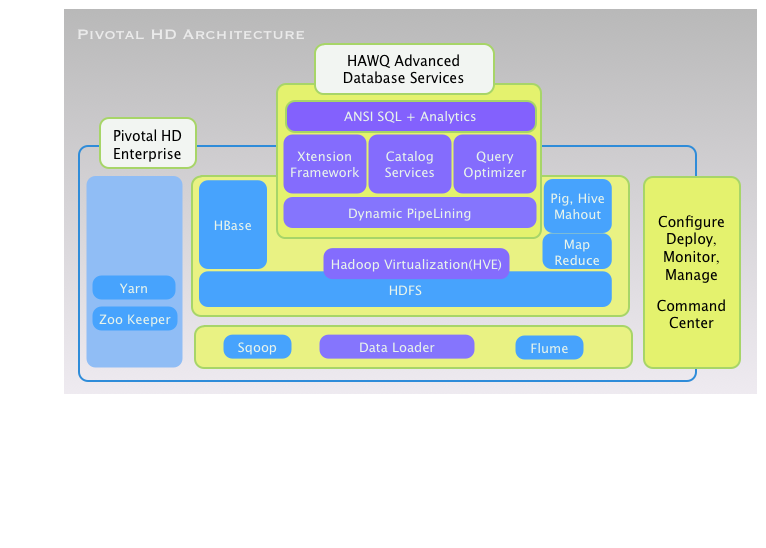 PIVOTAL HD ARCHITECTURE
HAWQ Advanced
Database Services
ANSI SQL + Analytics
Pivotal HD
Enterprise
Xtension
Framework
Catalog
Services
Query
Optimizer
Dynamic PipeLining
HBase
Pig, Hive
Mahout
Map
Reduce
Hadoop Virtualization(HVE)
HDFS
Yarn
Zoo Keeper
Sqoop
Data Loader
Flume
Configure
Deploy,
Monitor,
Manage
Command
Center